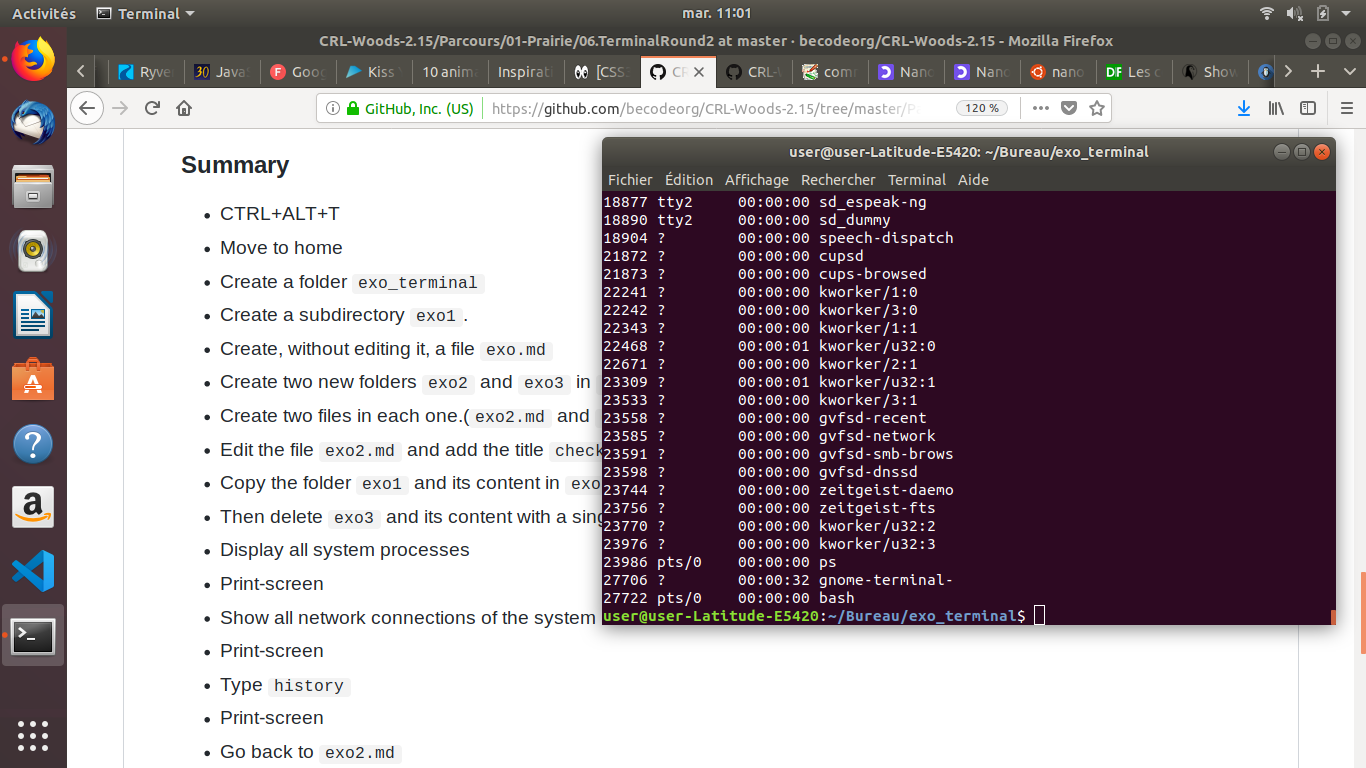 Activités Terminal mar. 11:01
CRL-Woods-2.15/Parcours/01-Prairie/06.TerminalRound2 at master · becodeorg/CRL-Woods-2.15 - Mozilla Firefox
Ryve 30 Java Goog Kiss 10 anima Inspirati [CSS CR CRL-V comm Nano Nano nano DF Les c Show
GitHub, Inc. (US) https://github.com/becodeorg/CRL-Woods-2.15/tree/master/P 120 %
Summary
CTRL+ALT+T
Move to home
Create a folder exo_terminal
Create a subdirectory exo1.
Create, without editing it, a file exo.md
Create two new folders exo2 and exo3 in
Create two files in each one.( exo2.md and
Edit the file exo2.md and add the title check
Copy the folder exo1 and its content in exo
Then delete exo3 and its content with a sing
Display all system processes
Print-screen
Show all network connections of the system
Print-screen
Type history
Print-screen
Go back to exo2.md
user@user-Latitude-E5420: ~/Bureau/exo_terminal
Fichier Édition Affichage Rechercher Terminal Aide
18877 tty2 00:00:00 sd_espeak-ng
18890 tty2 00:00:00 sd_dummy
18904 ? 00:00:00 speech-dispatch
21872 ? 00:00:00 cupsd
21873 ? 00:00:00 cups-browsed
22241 ? 00:00:00 kworker/1:0
22242 ? 00:00:00 kworker/3:0
22343 ? 00:00:00 kworker/1:1
22468 ? 00:00:01 kworker/u32:0
22671 ? 00:00:00 kworker/2:1
23309 ? 00:00:01 kworker/u32:1
23533 ? 00:00:00 kworker/3:1
23558 ? 00:00:00 gvfsd-recent
23585 ? 00:00:00 gvfsd-network
23591 ? 00:00:00 gvfsd-smb-brows
23598 ? 00:00:00 gvfsd-dnssd
23744 ? 00:00:00 zeitgeist-daemo
23756 ? 00:00:00 zeitgeist-fts
23770 ? 00:00:00 kworker/u32:2
23976 ? 00:00:00 kworker/u32:3
23986 pts/0 00:00:00 ps
27706 ? 00:00:32 gnome-terminal-
27722 pts/0 00:00:00 bash
user@user-Latitude-E5420:~/Bureau/exo_terminal$